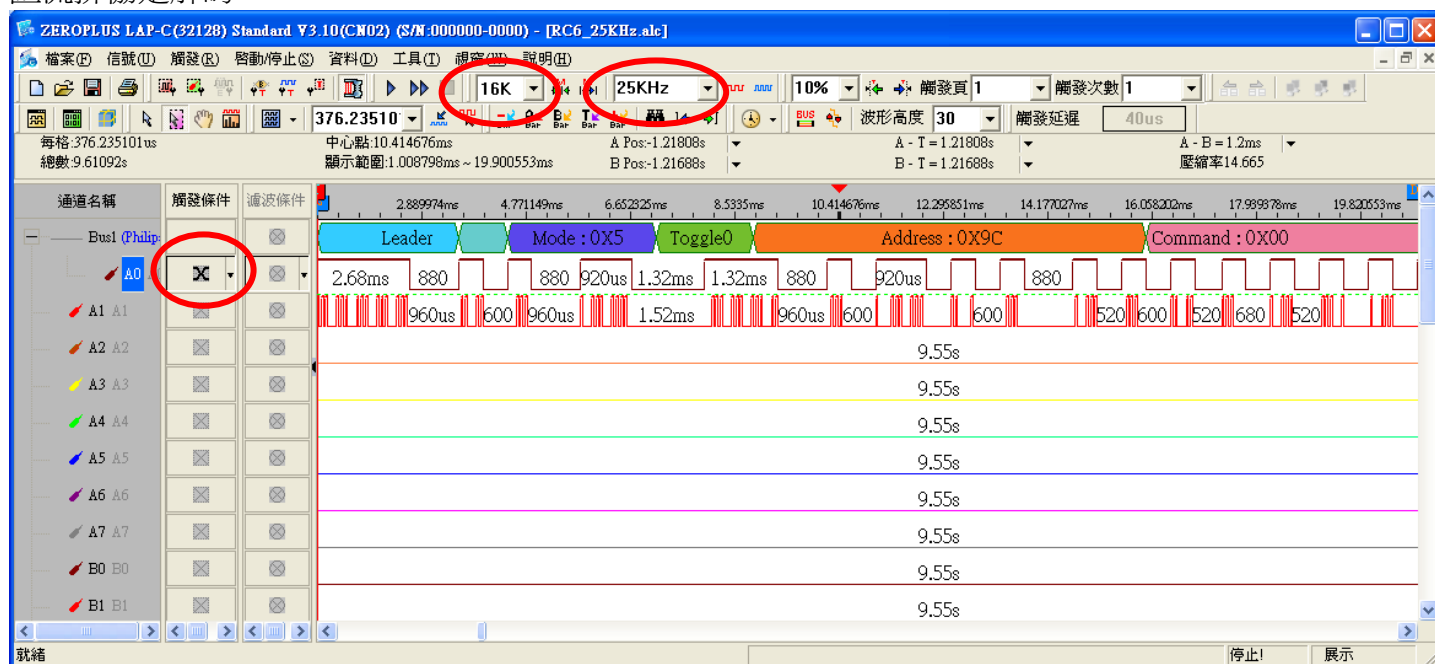 ZEROPLUS LAP-C(32128) Standard V3.10(CN02) (S/N:000000-0000) - [RC6_25KHz.alc]
檔案(F) 信號(U) 觸發(R) 啓動/停止(S) 資料(D) 工具(T) 視窗(W) 說明(H)
16K 25KHz 10% 觸發頁 1 觸發次數 1
376.23510 Bar Bar Bar Bar BUS 波形高度 30 觸發延遲 40us
每格:376.235101us 中心點:10.414676ms A Pos:-1.21808s A - T = 1.21808s A - B = 1.2ms
總數:9.61092s 顯示範圍:1.008798ms ~ 19.900553ms B Pos:-1.21688s B - T = 1.21688s 壓縮率14.665
通道名稱 觸發條件 濾波條件 2.889974ms 4.771149ms 6.652325ms 8.5335ms 10.414676ms 12.295851ms 14.177027ms 16.058202ms 17.939378ms 19.820553ms
Bus1 (Philip: Leader Mode : 0X5 Toggle0 Address : 0X9C Command : 0X00
A0 2.68ms 880 880 920us 1.32ms 1.32ms 880 920us 880
A1 A1 960us 600 960us 1.52ms 960us 600 600 520 600 520 680 520
A2 A2 9.55s
A3 A3 9.55s
A4 A4 9.55s
A5 A5 9.55s
A6 A6 9.55s
A7 A7 9.55s
B0 B0 9.55s
B1 B1 9.55s
就緒 停止! 展示